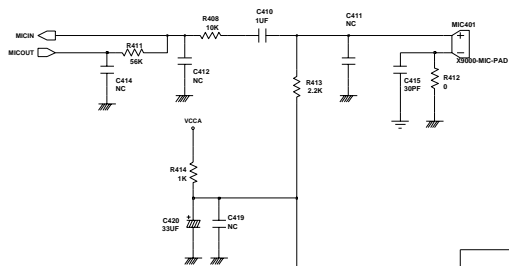 MICIN
MICOUT
R411
56K
C414
NC
C412
NC
R408
10K
C410
1UF
C411
NC
MIC401
+
-
X9000-MIC-PAD
R413
2.2K
C415
30PF
R412
0
VCCA
R414
1K
+
C420
33UF
C419
NC